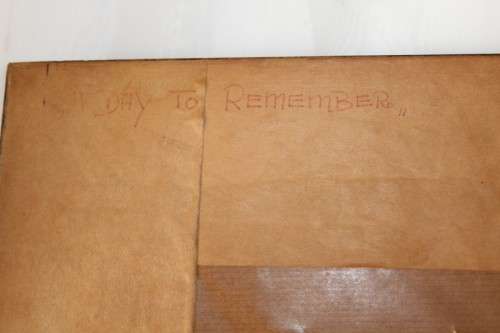 "A DAY TO REMEMBER"